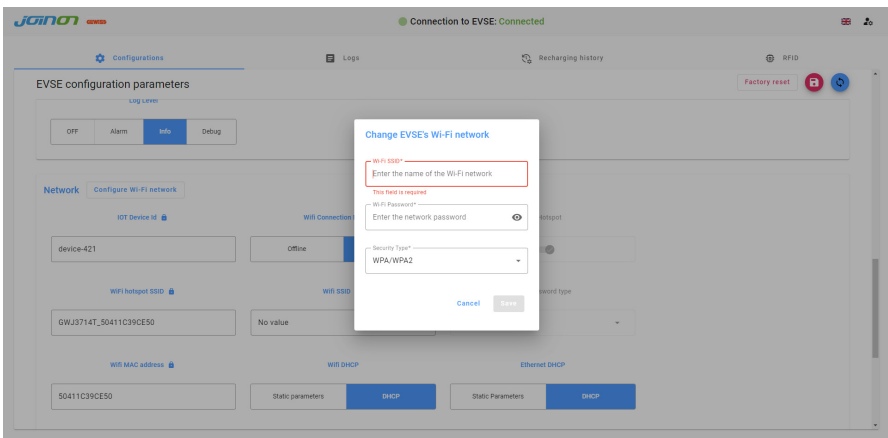 JOINON GEWISS
Connection to EVSE: Connected
Configurations
Logs
Recharging history
RFID
EVSE configuration parameters
Factory reset
Log Level
OFF
Alarm
Info
Debug
Change EVSE's Wi-Fi network
Wi-Fi SSID*
Enter the name of the Wi-Fi network
This field is required
Wi-Fi Password*
Enter the network password
Security Type*
WPA/WPA2
Cancel
Save
Network
Configure Wi-Fi network
IOT Device Id
Wifi Connection
Hotspot
device-421
Offline
WiFi hotspot SSID
Wifi SSID
type
GWJ3714T_50411C39CE50
No value
Wifi MAC address
Wifi DHCP
Ethernet DHCP
50411C39CE50
Static parameters
DHCP
Static Parameters
DHCP